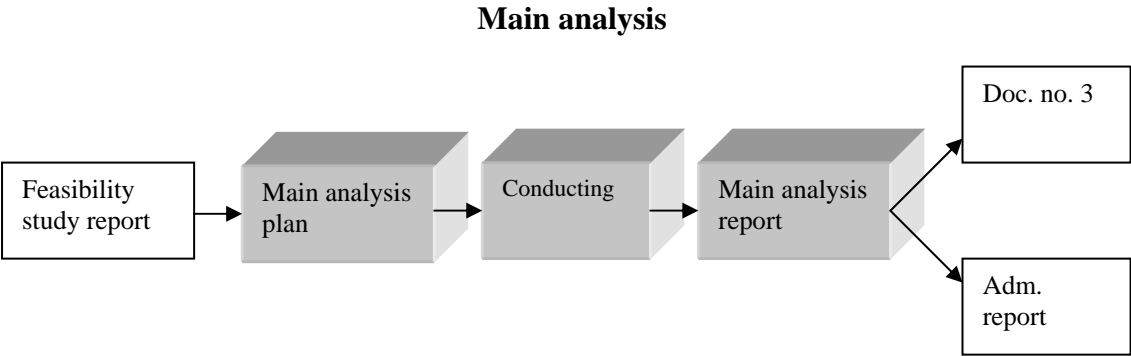 Main analysis
Feasibility
study report
Main analysis
plan
Conducting
Main analysis
report
Doc. no. 3
Adm.
report